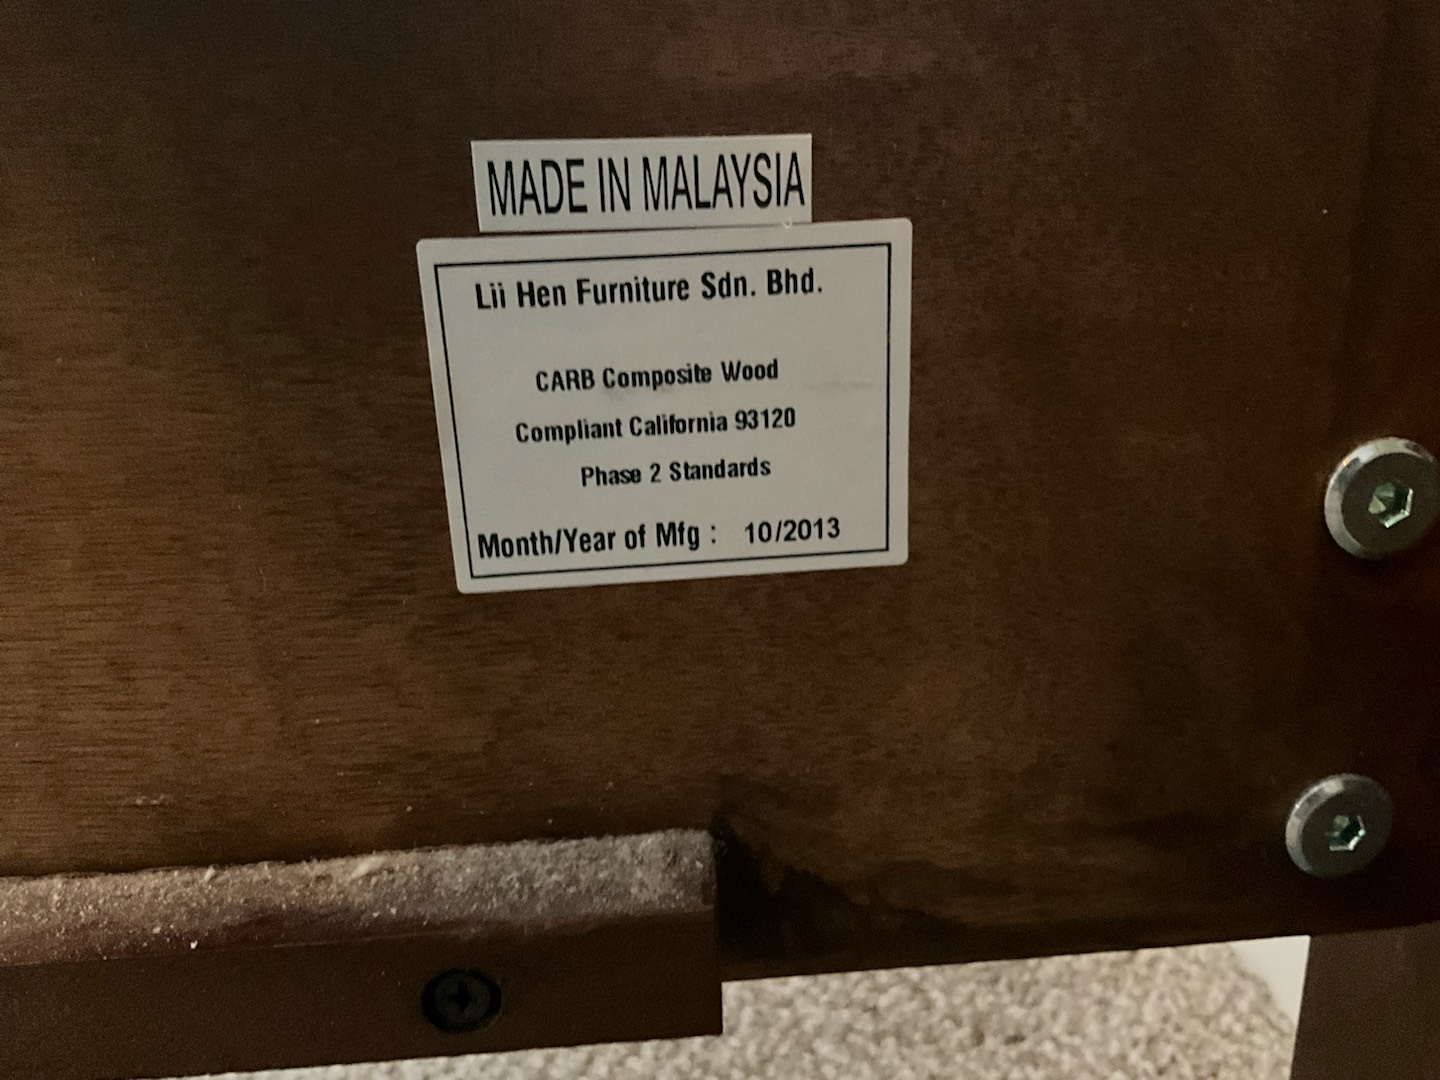 MADE IN MALAYSIA
Lii Hen Furniture Sdn. Bhd.
CARB Composite Wood
Compliant California 93120
Phase 2 Standards
Month/Year of Mfg : 10/2013